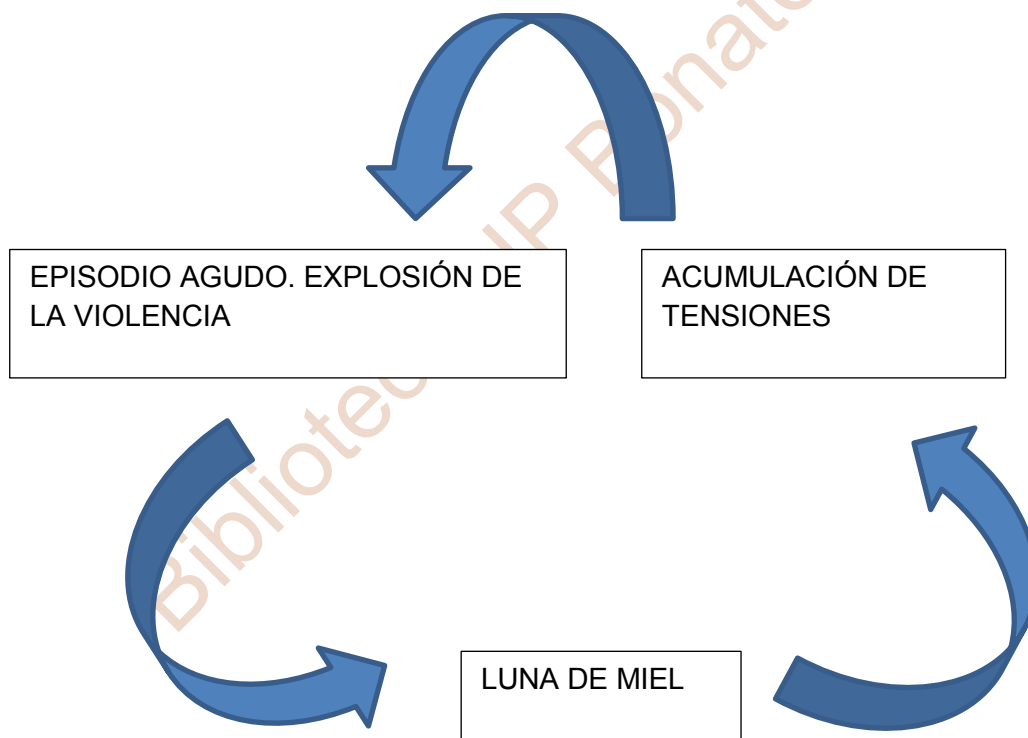 EPISODIO AGUDO. EXPLOSIÓN DE
LA VIOLENCIA
ACUMULACIÓN DE
TENSIONES
LUNA DE MIEL